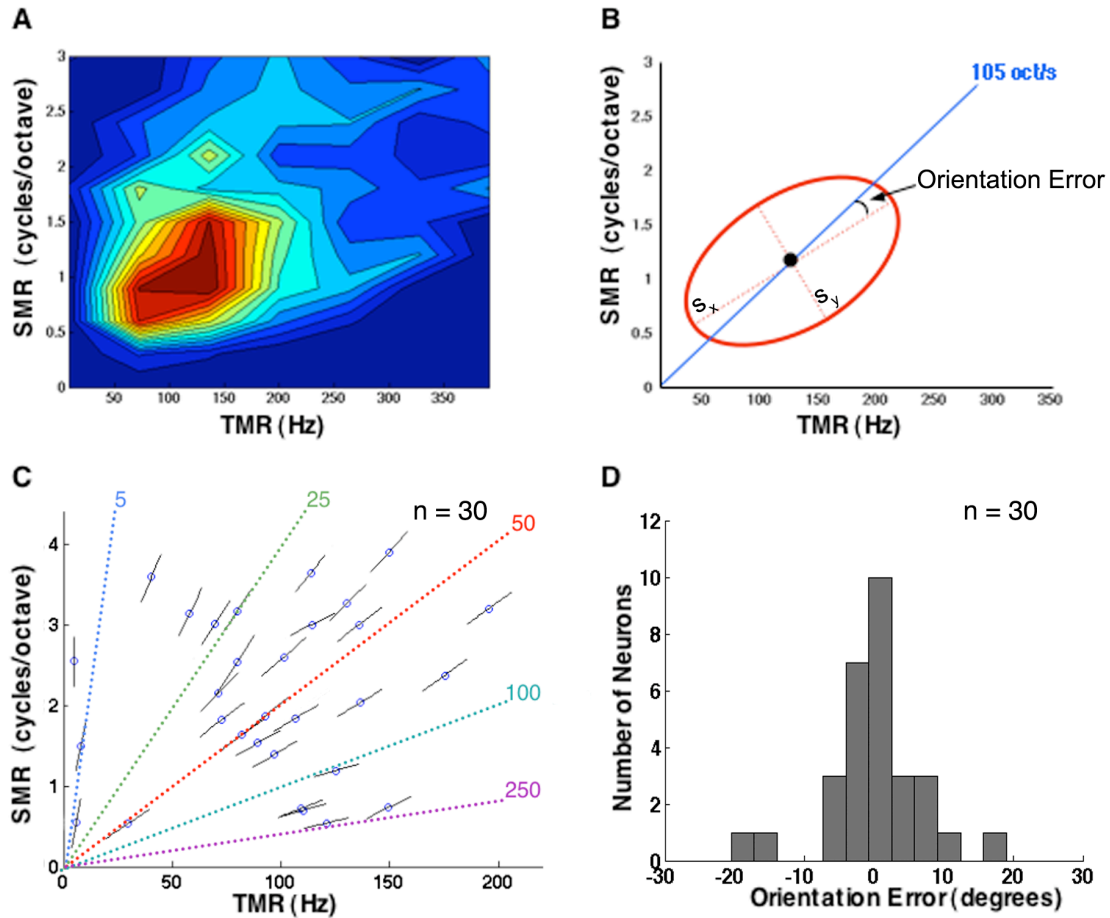 A
SMR (cycles/octave)
3
2.5
2
1.5
1
0.5
0
50 100 150 200 250 300 350
TMR (Hz)
B
SMR (cycles/octave)
3
2.5
2
1.5
1
0.5
0
105 oct/s
Orientation Error
Sx
Sy
50 100 150 200 250 300 350
TMR (Hz)
C
SMR (cycles/octave)
n = 30
5
25
50
100
250
4
3
2
1
0
0 50 100 150 200
TMR (Hz)
D
n = 30
Number of Neurons
12
10
8
6
4
2
0
-30 -20 -10 0 10 20 30
Orientation Error (degrees)